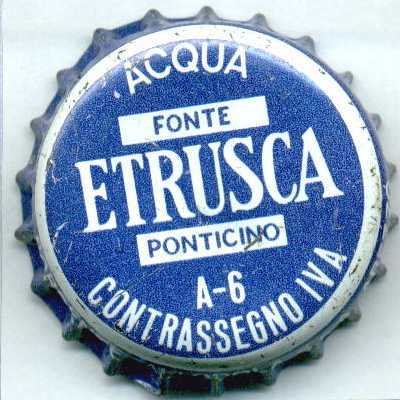 ACQUA
FONTE
ETRUSCA
PONTICINO
A-6
CONTRASSEGNO IVA